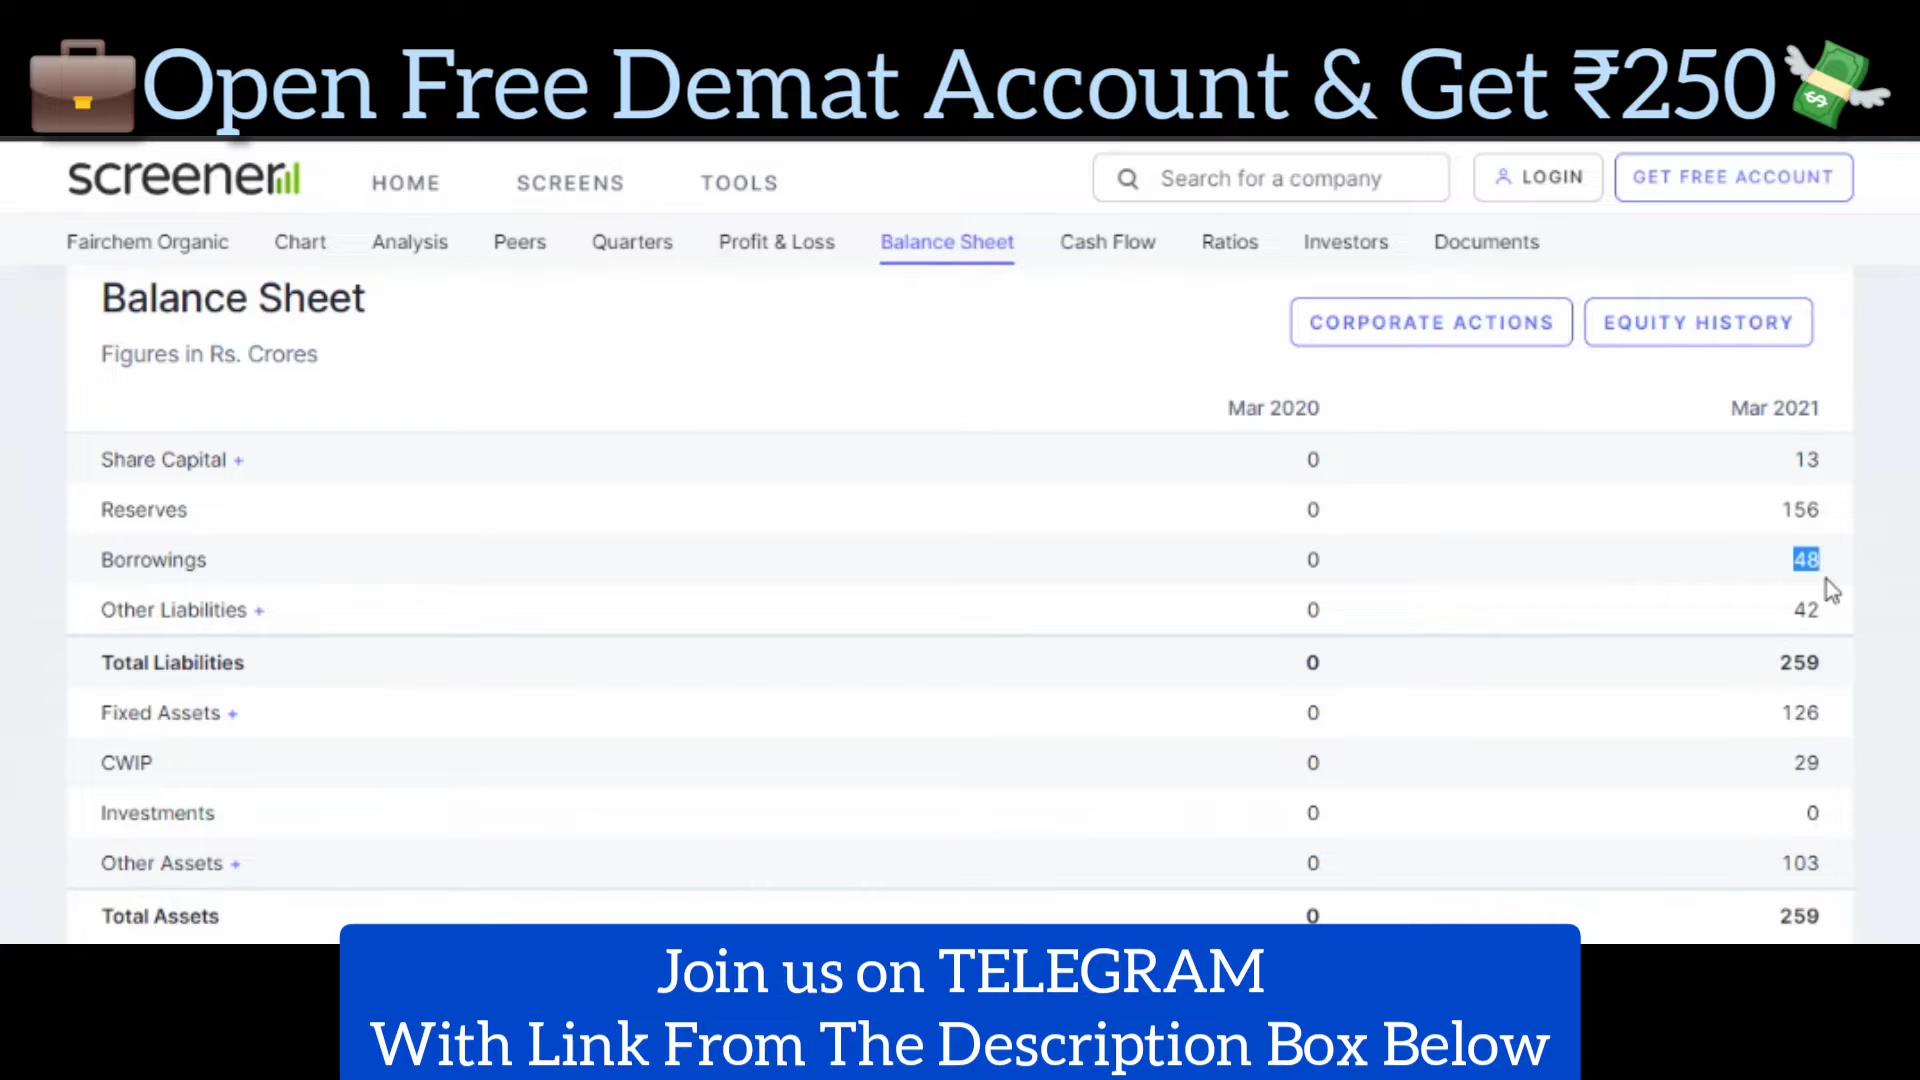 Open Free Demat Account & Get ₹250
screener
HOME
SCREENS
TOOLS
Search for a company
LOGIN
GET FREE ACCOUNT
Fairchem Organic
Chart
Analysis
Peers
Quarters
Profit & Loss
Balance Sheet
Cash Flow
Ratios
Investors
Documents
Balance Sheet
CORPORATE ACTIONS
EQUITY HISTORY
Figures in Rs. Crores
Mar 2020 Mar 2021
Share Capital + 0 13
Reserves 0 156
Borrowings 0 48
Other Liabilities + 0 42
Total Liabilities 0 259
Fixed Assets + 0 126
CWIP 0 29
Investments 0 0
Other Assets + 0 103
Total Assets 0 259
Join us on TELEGRAM
With Link From The Description Box Below